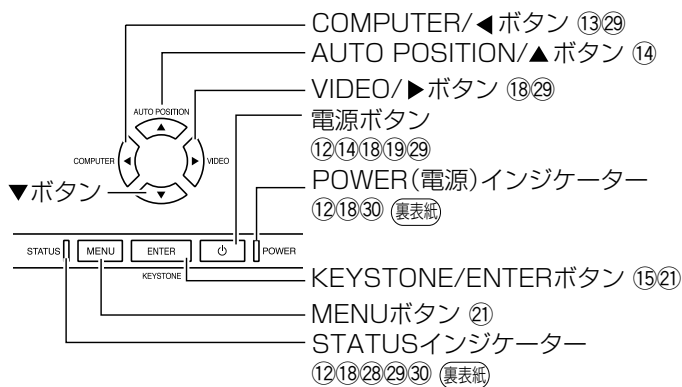 COMPUTER/◀ボタン ⑬㉙
AUTO POSITION/▲ボタン ⑭
VIDEO/▶ボタン ⑱㉙
電源ボタン
⑫⑭⑱⑲㉙
POWER(電源)インジケーター
⑫⑱㉚ 裏表紙
KEYSTONE/ENTERボタン ⑮㉑
MENUボタン ㉑
STATUSインジケーター
⑫⑱㉘㉙㉚ 裏表紙
AUTO POSITION
▲
COMPUTER ◀ ▶ VIDEO
▼
▼ボタン
STATUS MENU ENTER ⏻ POWER
KEYSTONE